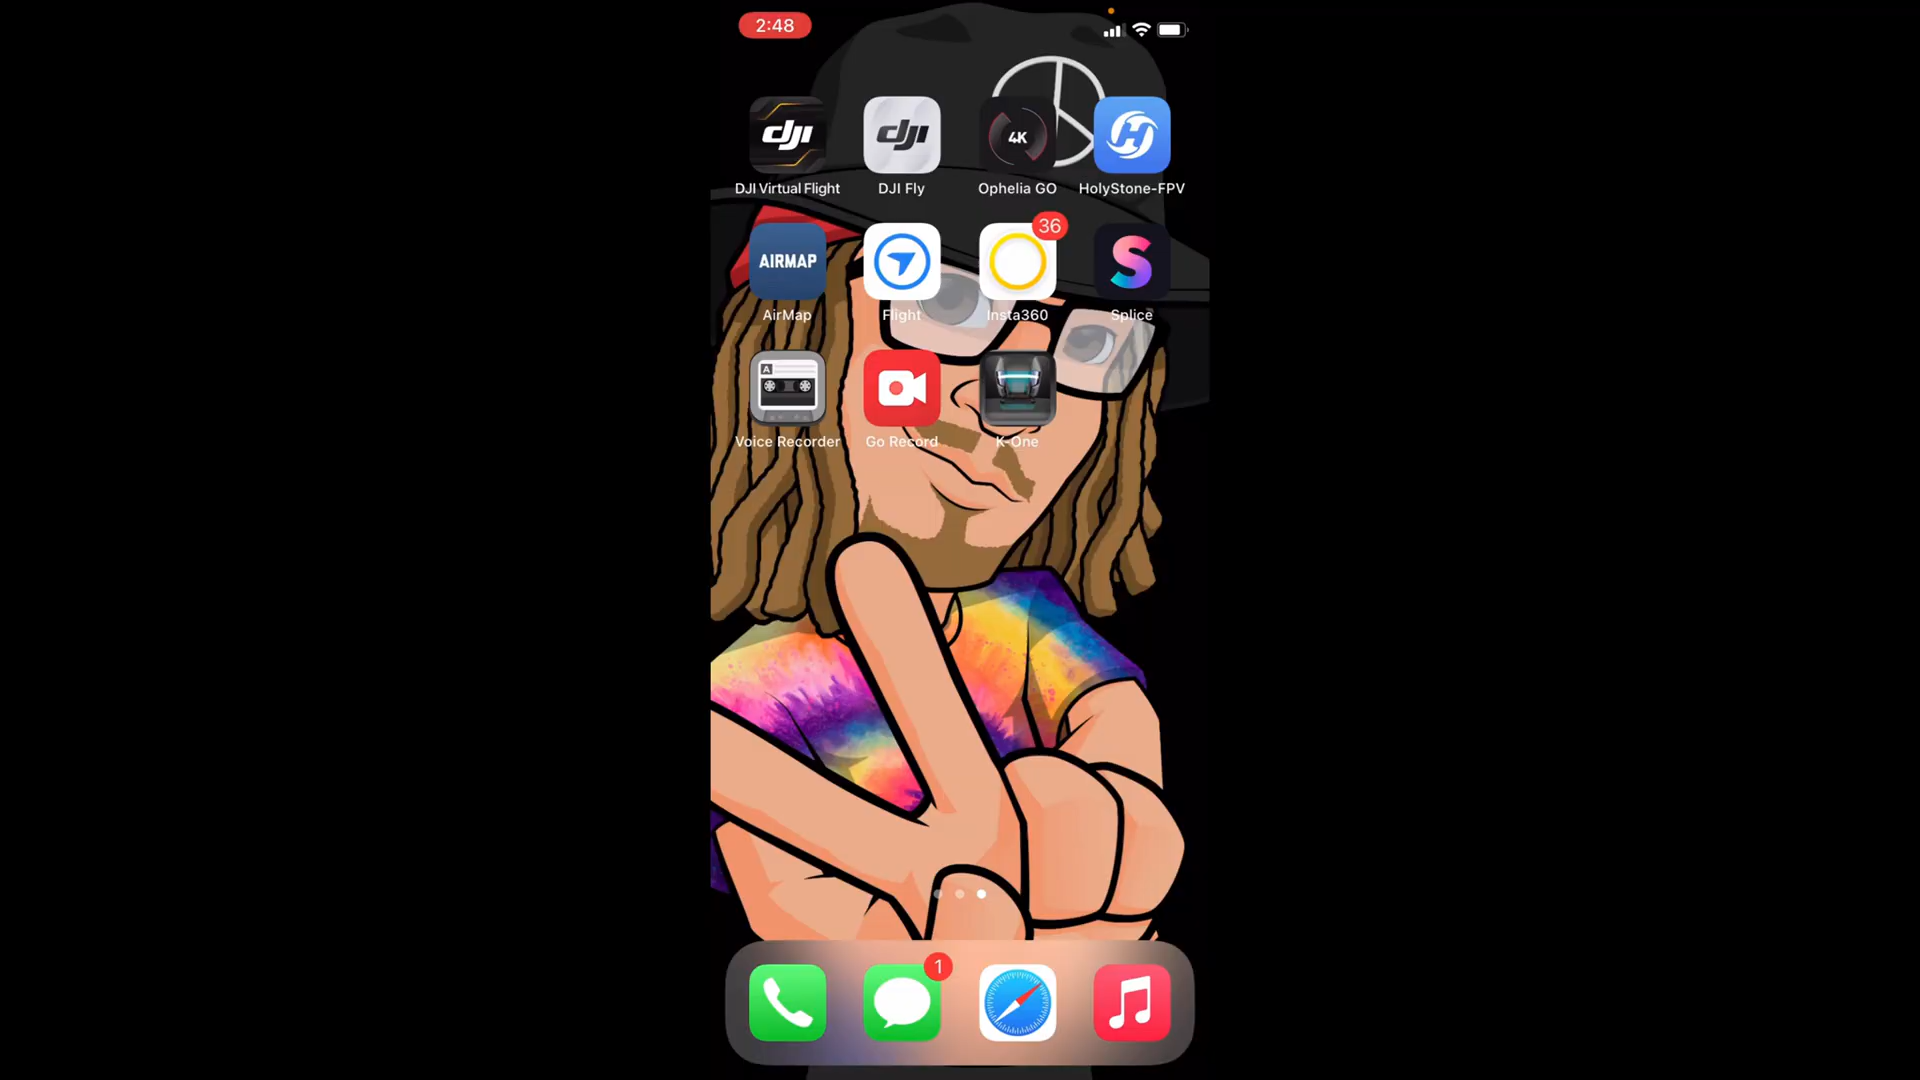 2:48
dji
dji
4K
H
DJI Virtual Flight
DJI Fly
Ophelia GO
HolyStone-FPV
36
AIRMAP
S
AirMap
Flight
Insta360
Splice
A
Voice Recorder
Go Record
K-One
1